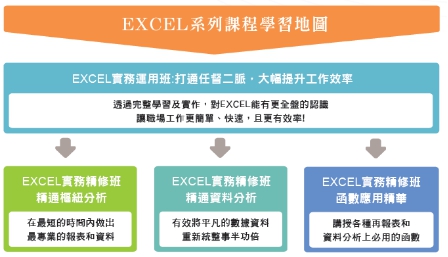 EXCEL系列課程學習地圖
EXCEL實務運用班:打通任督二脈，大幅提升工作效率
透過完整學習及實作，對EXCEL能有更全盤的認識
讓職場工作更簡單、快速，且更有效率!
EXCEL實務精修班
精通樞紐分析
在最短的時間內做出
最專業的報表和資料
EXCEL實務精修班
精通資料分析
有效將平凡的數據資料
重新統整事半功倍
EXCEL實務精修班
函數應用精華
講授各種再報表和
資料分析上必用的函數